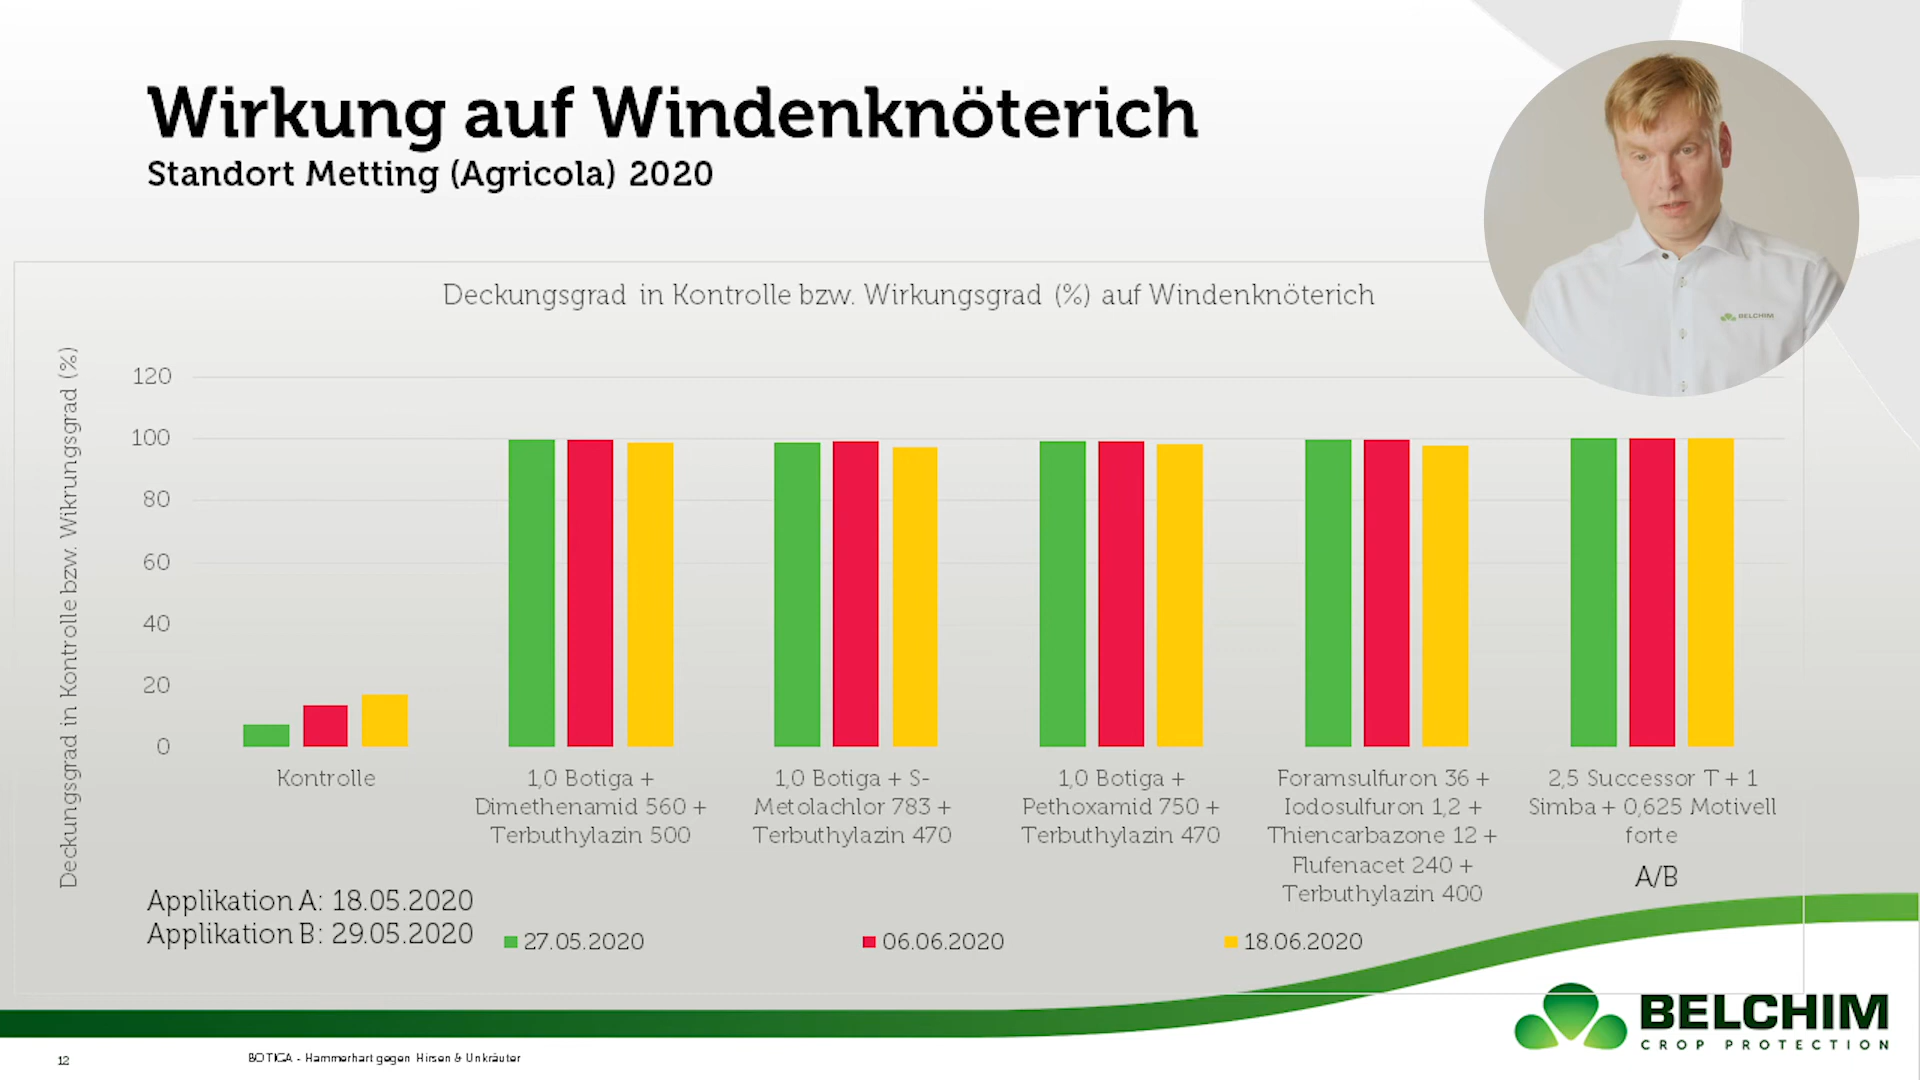 Wirkung auf Windenknöterich
Standort Metting (Agricola) 2020
BELCHIM
Deckungsgrad in Kontrolle bzw. Wirkungsgrad (%) auf Windenknöterich
Deckungsgrad in Kontrolle bzw. Wikrungsgrad (%)
120
100
80
60
40
20
0
Kontrolle
1,0 Botiga +
Dimethenamid 560 +
Terbuthylazin 500
1,0 Botiga + S-
Metolachlor 783 +
Terbuthylazin 470
1,0 Botiga +
Pethoxamid 750 +
Terbuthylazin 470
Foramsulfuron 36 +
Iodosulfuron 1,2 +
Thiencarbazone 12 +
Flufenacet 240 +
Terbuthylazin 400
2,5 Successor T + 1
Simba + 0,625 Motivell
forte
A/B
Applikation A: 18.05.2020
Applikation B: 29.05.2020
27.05.2020
06.06.2020
18.06.2020
BELCHIM
CROP PROTECTION
12
BOTIGA - Hammerhart gegen Hirsen & Unkräuter